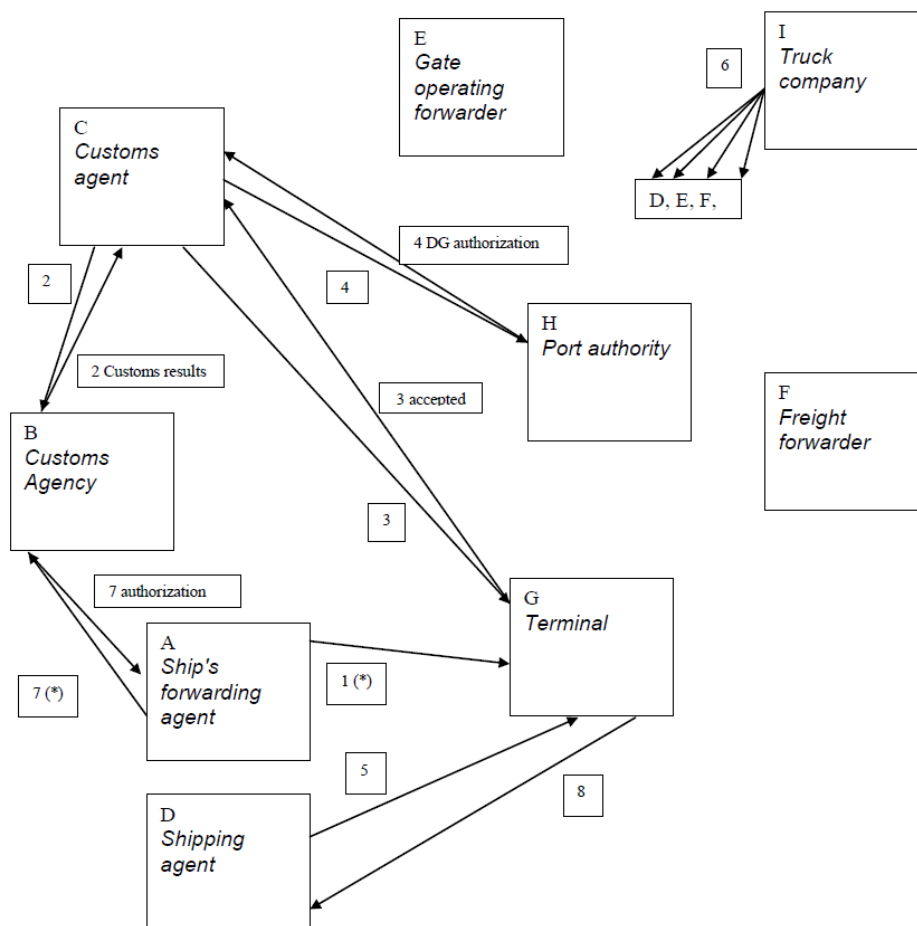 E
Gate
operating
forwarder
I
Truck
company
6
C
Customs
agent
D, E, F,
4 DG authorization
2
4
H
Port authority
2 Customs results
3 accepted
F
Freight
forwarder
B
Customs
Agency
3
7 authorization
G
Terminal
A
Ship's
forwarding
agent
7 (*)
1 (*)
5
8
D
Shipping
agent